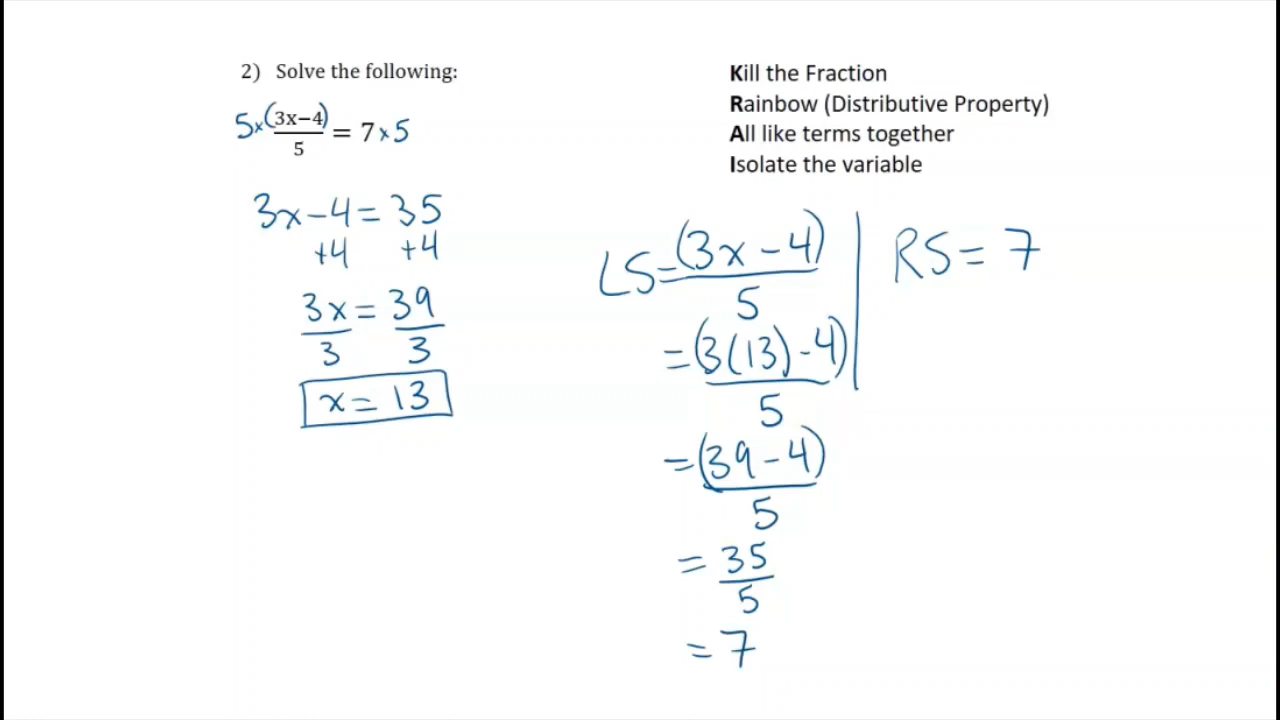 2) Solve the following:
5×(3x−4)/5 = 7×5
3x−4=35
+4 +4
3x = 39
3 3
x = 13
Kill the Fraction
Rainbow (Distributive Property)
All like terms together
Isolate the variable
LS=(3x−4)
5
=(3(13)-4)
5
=(39-4)
5
= 35
5
= 7
RS= 7